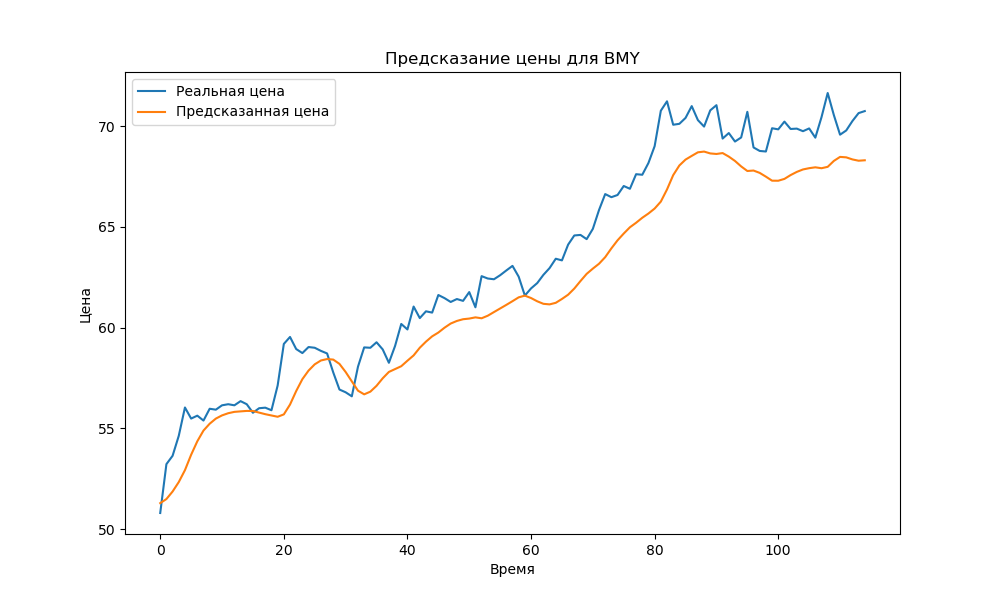 Предсказание цены для BMY
Реальная цена
Предсказанная цена
Цена
70
65
60
55
50
0 20 40 60 80 100
Время